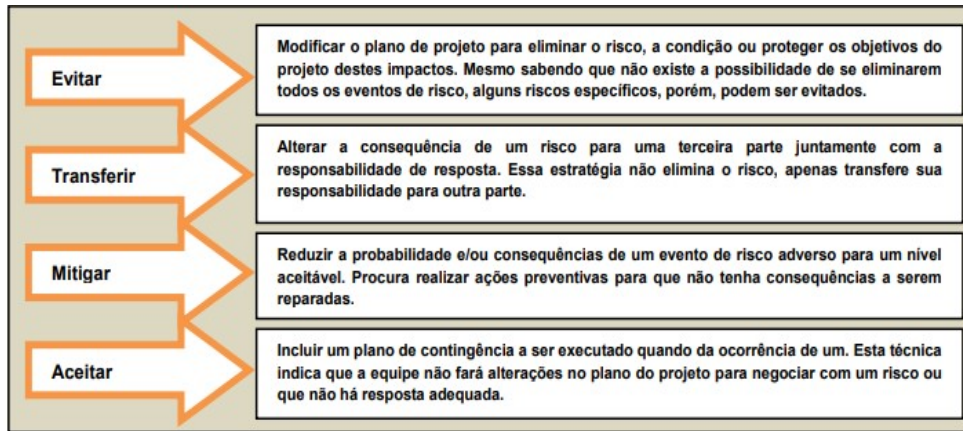 Evitar
Modificar o plano de projeto para eliminar o risco, a condição ou proteger os objetivos do
projeto destes impactos. Mesmo sabendo que não existe a possibilidade de se eliminarem
todos os eventos de risco, alguns riscos específicos, porém, podem ser evitados.
Transferir
Alterar a consequência de um risco para uma terceira parte juntamente com a
responsabilidade de resposta. Essa estratégia não elimina o risco, apenas transfere sua
responsabilidade para outra parte.
Mitigar
Reduzir a probabilidade e/ou consequências de um evento de risco adverso para um nível
aceitável. Procura realizar ações preventivas para que não tenha consequências a serem
reparadas.
Aceitar
Incluir um plano de contingência a ser executado quando da ocorrência de um. Esta técnica
indica que a equipe não fará alterações no plano do projeto para negociar com um risco ou
que não há resposta adequada.